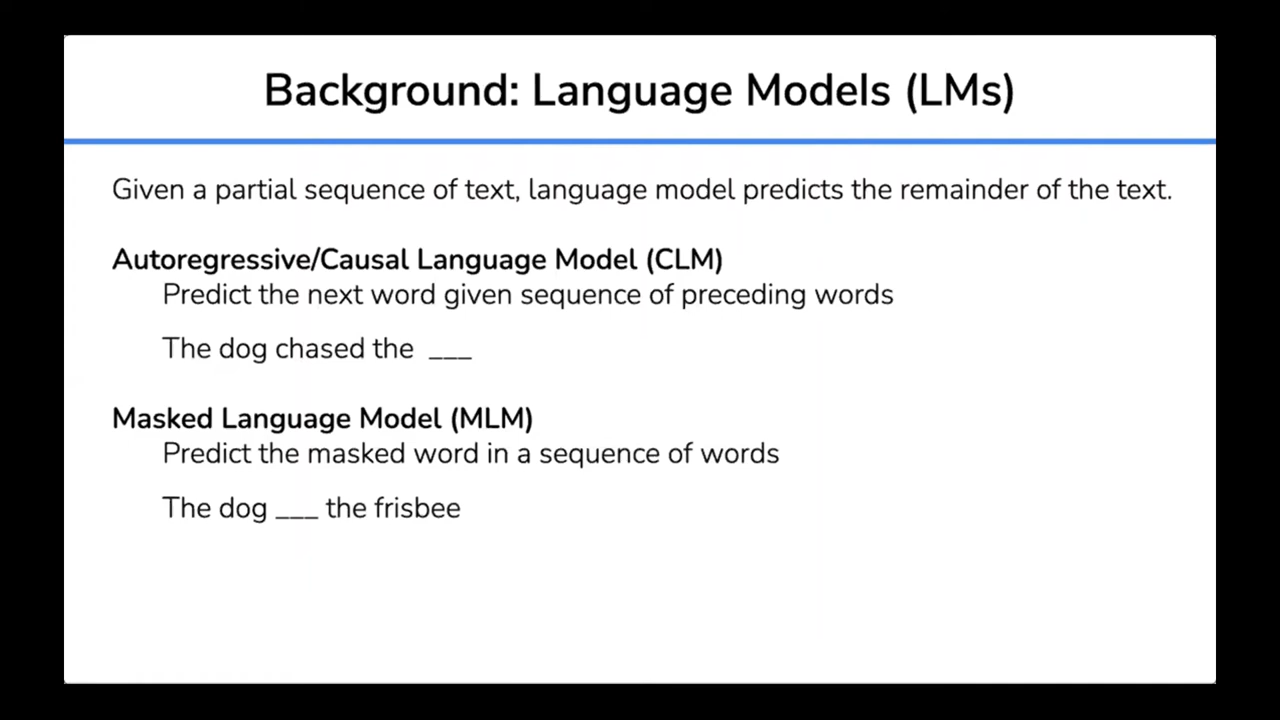 Background: Language Models (LMs)
Given a partial sequence of text, language model predicts the remainder of the text.
Autoregressive/Causal Language Model (CLM)
Predict the next word given sequence of preceding words
The dog chased the ___
Masked Language Model (MLM)
Predict the masked word in a sequence of words
The dog ___ the frisbee